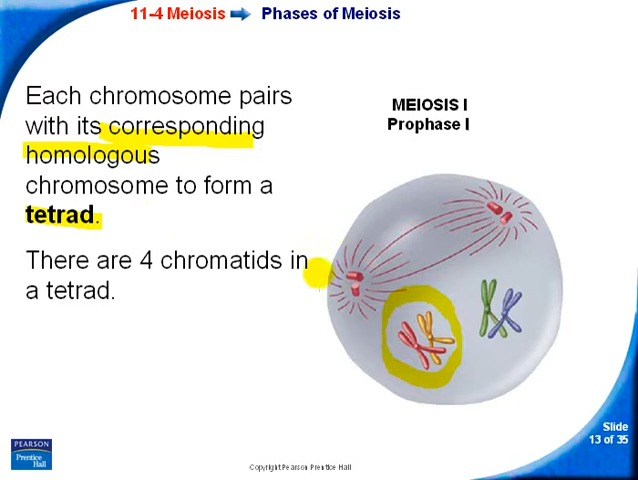 11-4 Meiosis Phases of Meiosis
Each chromosome pairs
with its corresponding
homologous
chromosome to form a
tetrad.
There are 4 chromatids in
a tetrad.
MEIOSIS I
Prophase I
Slide
13 of 35
PEARSON
Prentice
Hall
Copyright Pearson Prentice Hall